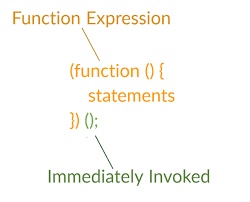 Function Expression
(function () {
statements
}) ();
Immediately Invoked